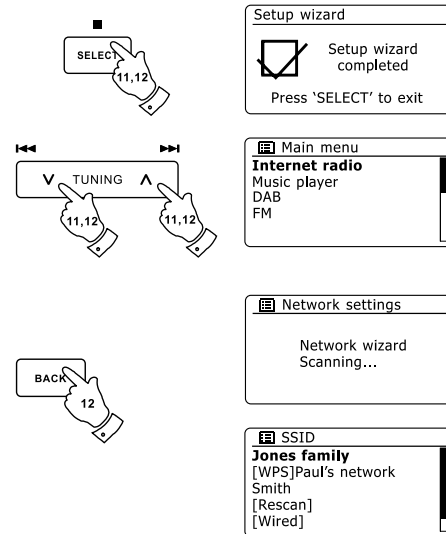 SELECT
11,12
TUNING
11,12
11,12
BACK
12
Setup wizard
Setup wizard
completed
Press ‘SELECT’ to exit
Main menu
Internet radio
Music player
DAB
FM
Network settings
Network wizard
Scanning...
SSID
Jones family
[WPS]Paul’s network
Smith
[Rescan]
[Wired]